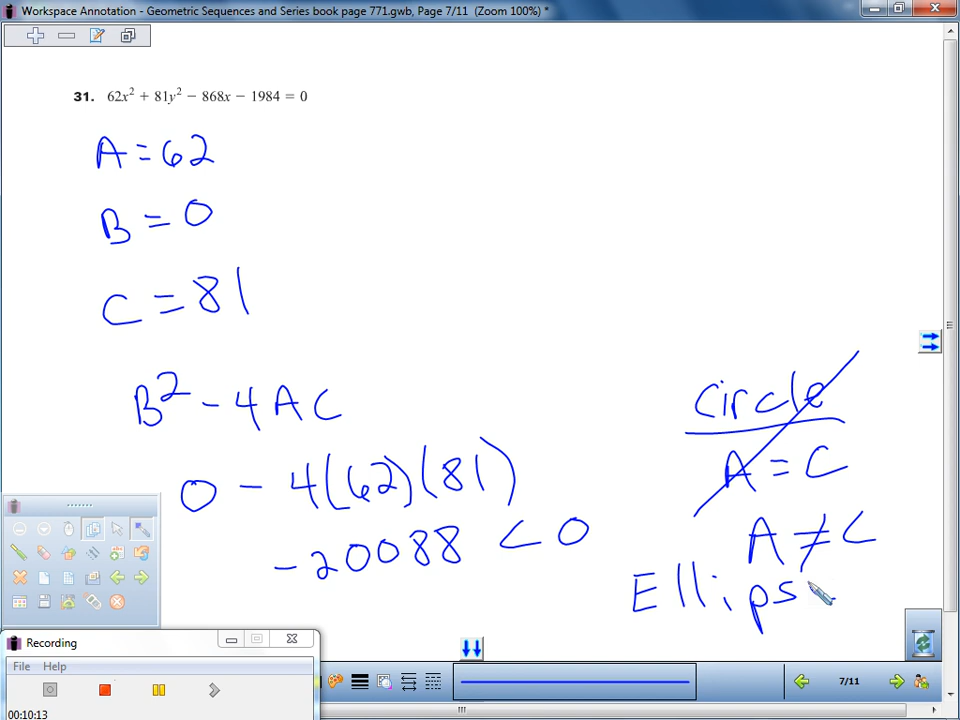 Workspace Annotation - Geometric Sequences and Series book page 771.gwb, Page 7/11 (Zoom 100%) *
31. 62x² + 81y² − 868x − 1984 = 0
A = 62
B = 0
C = 81
B² − 4AC
0 − 4(62)(81)
−20088 < 0
Circle
A = C
A ≠ C
Ellips
Recording
File Help
00:10:13
7/11